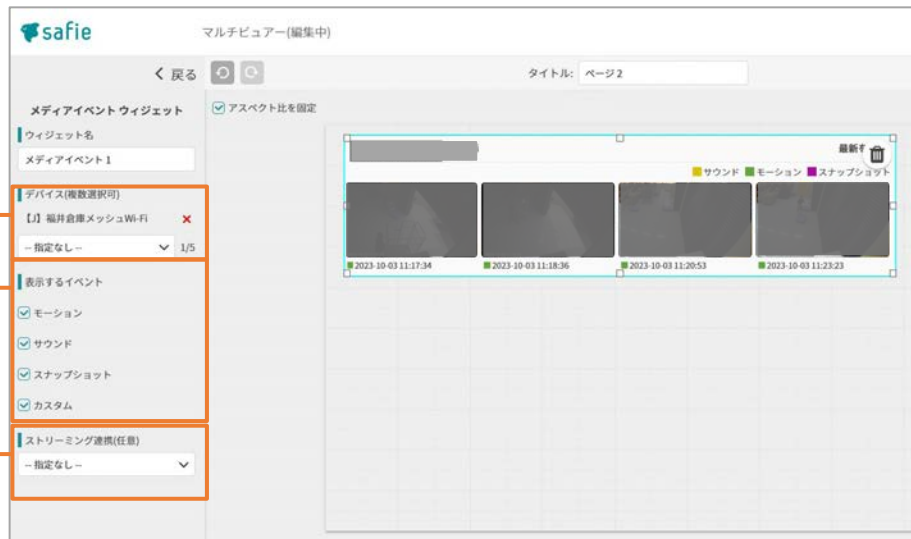 safie
マルチビュアー(編集中)
戻る
タイトル: ページ 2
メディアイベント ウィジェット
アスペクト比を固定
ウィジェット名
メディアイベント 1
最新
サウンド モーション スナップショット
デバイス(複数選択可)
【J】福井倉庫メッシュWi-Fi
-- 指定なし -- 1/5
2023-10-03 11:17:34 2023-10-03 11:18:36 2023-10-03 11:20:53 2023-10-03 11:23:23
表示するイベント
モーション
サウンド
スナップショット
カスタム
ストリーミング連携(任意)
-- 指定なし --